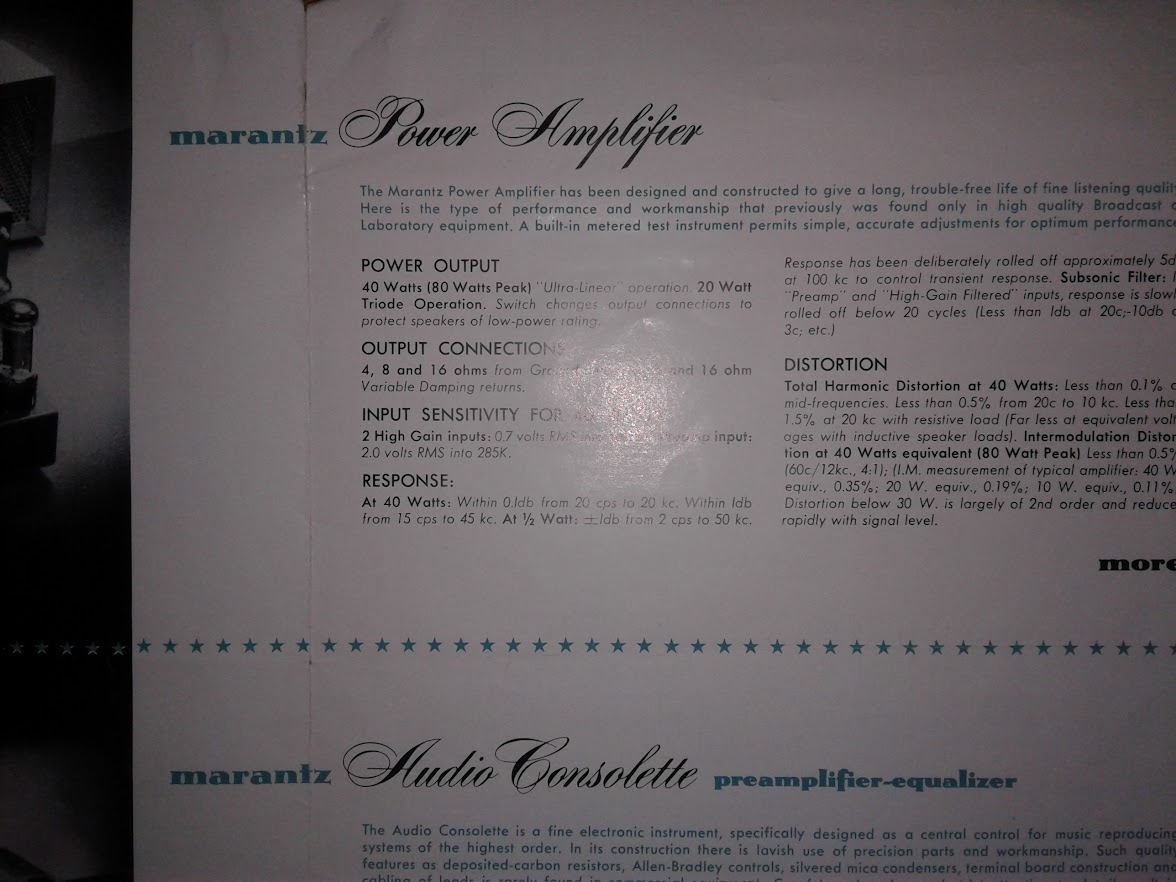 marantz Power Amplifier
The Marantz Power Amplifier has been designed and constructed to give a long, trouble-free life of fine listening quality
Here is the type of performance and workmanship that previously was found only in high quality Broadcast
Laboratory equipment. A built-in metered test instrument permits simple, accurate adjustments for optimum performance
POWER OUTPUT
40 Watts (80 Watts Peak) "Ultra-Linear" operation. 20 Watt
Triode Operation. Switch changes output connections to
protect speakers of low-power rating.
OUTPUT CONNECTIONS
4, 8 and 16 ohms from and 16 ohm
Variable Damping returns.
INPUT SENSITIVITY FOR
2 High Gain inputs: 0.7 volts RMS input:
2.0 volts RMS into 285K.
RESPONSE:
At 40 Watts: Within 0.1db from 20 cps to 20 kc. Within 1db
from 15 cps to 45 kc. At ½ Watt: ±1db from 2 cps to 50 kc.
Response has been deliberately rolled off approximately 5d
at 100 kc to control transient response. Subsonic Filter:
"Preamp" and "High-Gain Filtered" inputs, response is slowl
rolled off below 20 cycles (Less than 1db at 20c;-10db
3c; etc.)
DISTORTION
Total Harmonic Distortion at 40 Watts: Less than 0.1%
mid-frequencies. Less than 0.5% from 20c to 10 kc. Less tha
1.5% at 20 kc with resistive load (Far less at equivalent volt
ages with inductive speaker loads). Intermodulation Distor
tion at 40 Watts equivalent (80 Watt Peak) Less than 0.5%
(60c/12kc., 4:1); (I.M. measurement of typical amplifier: 40 W
equiv., 0.35%; 20 W. equiv., 0.19%; 10 W. equiv., 0.11%
Distortion below 30 W. is largely of 2nd order and reduce
rapidly with signal level.
more
marantz Audio Consolette preamplifier-equalizer
The Audio Consolette is a fine electronic instrument, specifically designed as a central control for music reproducing
systems of the highest order. In its construction there is lavish use of precision parts and workmanship. Such quality
features as deposited-carbon resistors, Allen-Bradley controls, silvered mica condensers, terminal board construction and
cabling of leads is rarely found in commercial equipment.